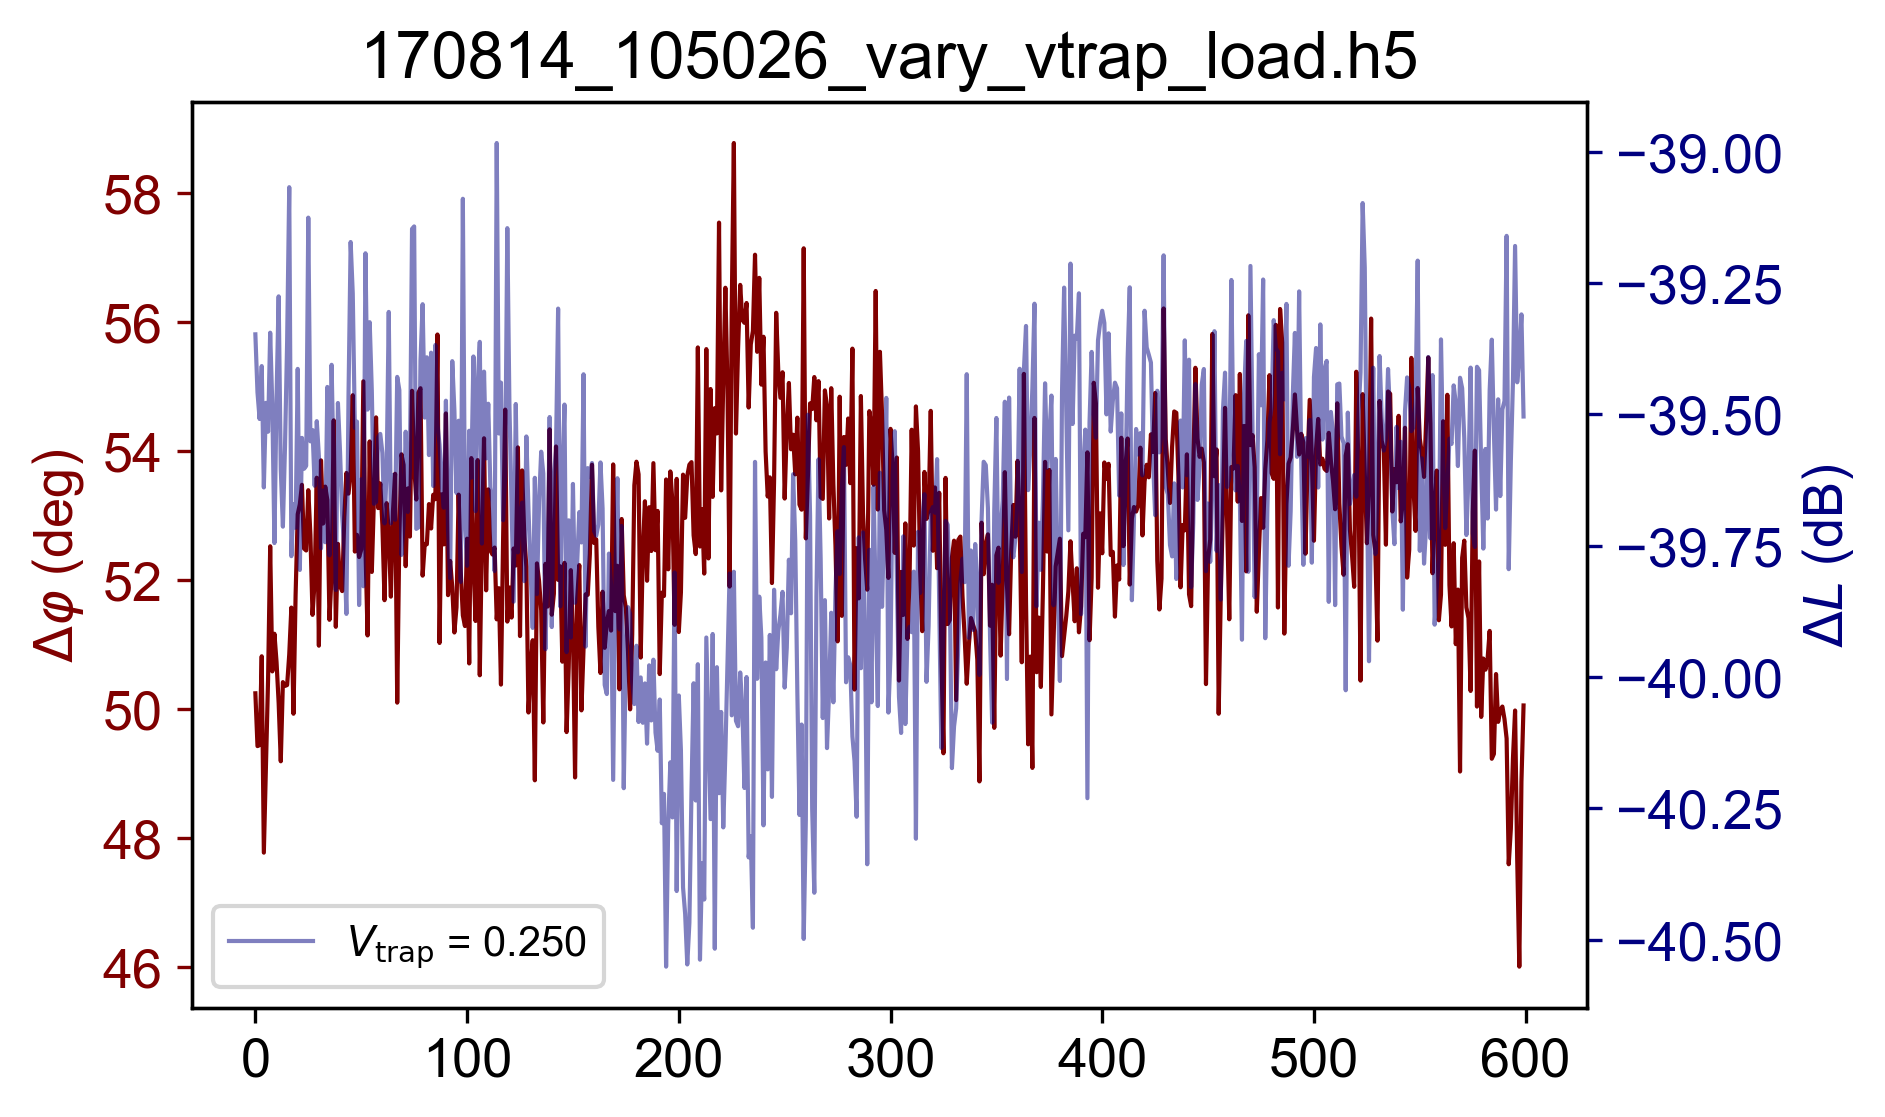 170814_105026_vary_vtrap_load.h5
58
56
54
52
50
48
46
Δφ (deg)
−39.00
−39.25
−39.50
−39.75
−40.00
−40.25
−40.50
ΔL (dB)
Vtrap = 0.250
0 100 200 300 400 500 600